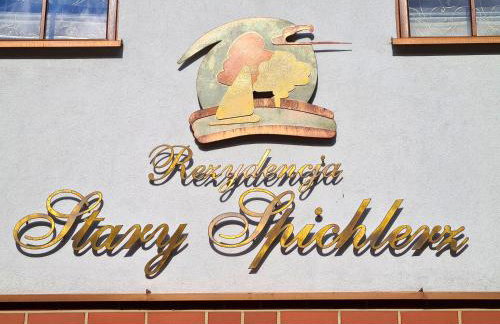 Rezydencja
Stary Spichlerz